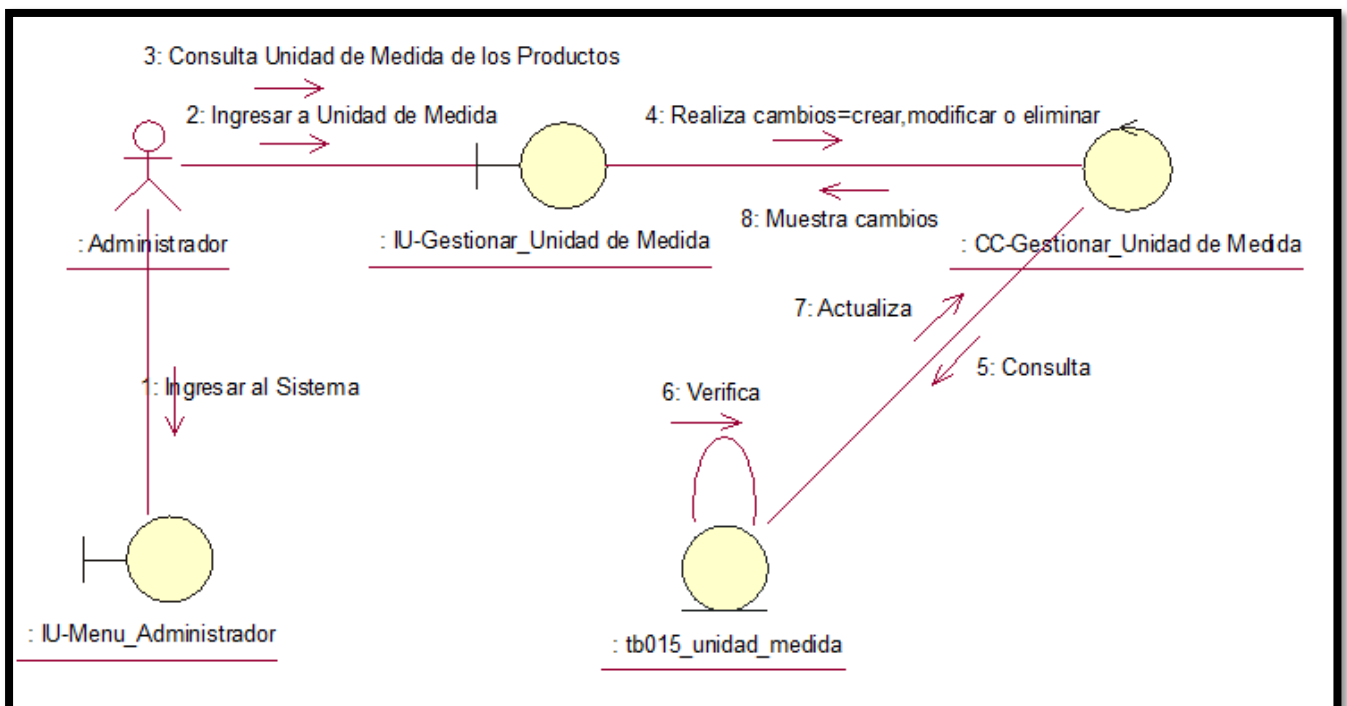 3: Consulta Unidad de Medida de los Productos
2: Ingresar a Unidad de Medida
4: Realiza cambios=crear,modificar o eliminar
8: Muestra cambios
: Administrador
: IU-Gestionar_Unidad de Medida
: CC-Gestionar_Unidad de Medida
7: Actualiza
5: Consulta
1: Ingresar al Sistema
6: Verifica
: IU-Menu_Administrador
: tb015_unidad_medida